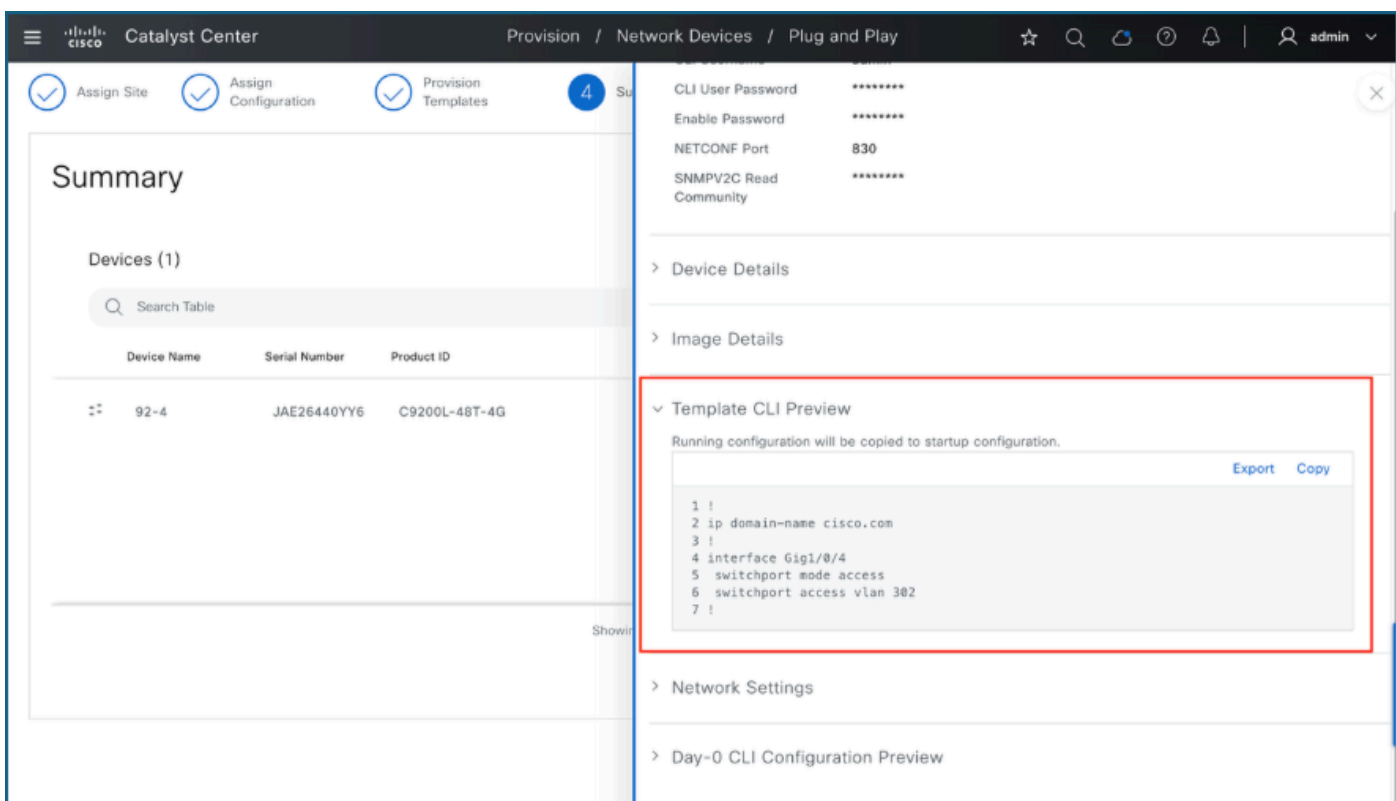 CISCO
Catalyst Center
Provision / Network Devices / Plug and Play
admin
Assign Site
Assign
Configuration
Provision
Templates
4
Su
Summary
Devices (1)
Search Table
Device Name Serial Number Product ID
92-4 JAE26440YY6 C9200L-48T-4G
Showin
CLI User Password ********
Enable Password ********
NETCONF Port 830
SNMPV2C Read ********
Community
Device Details
Image Details
Template CLI Preview
Running configuration will be copied to startup configuration.
Export Copy
1 !
2 ip domain-name cisco.com
3 !
4 interface Gig1/0/4
5 switchport mode access
6 switchport access vlan 302
7 !
Network Settings
Day-0 CLI Configuration Preview